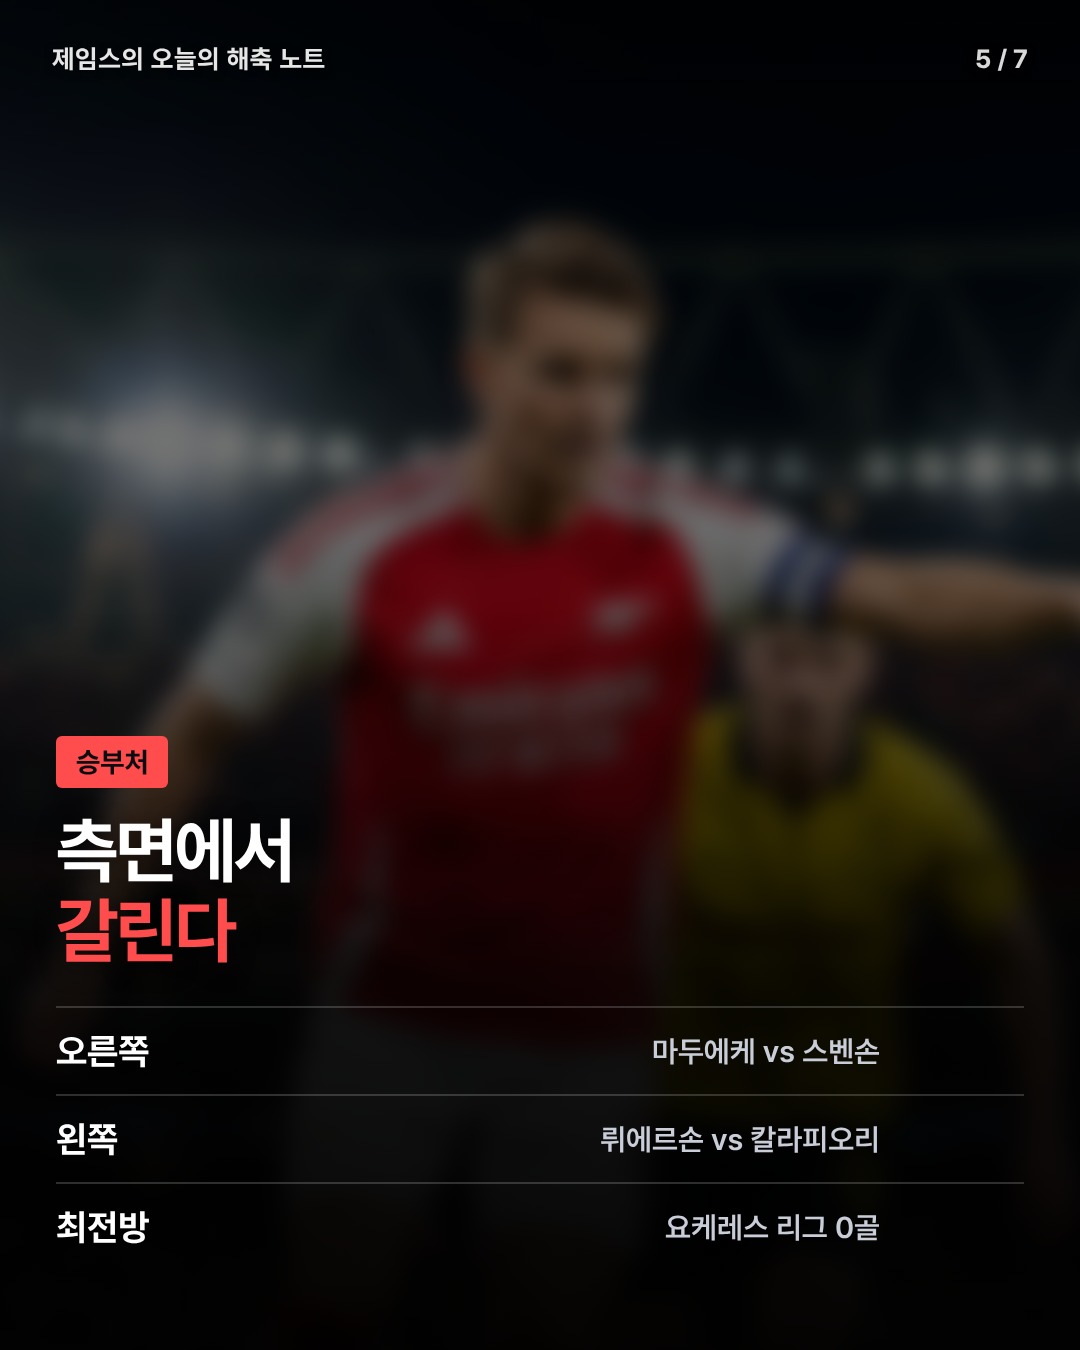 제임스의 오늘의 해축 노트
5 / 7
승부처
측면에서
갈린다
오른쪽 마두에케 vs 스벤손
왼쪽 뤼에르손 vs 칼라피오리
최전방 요케레스 리그 0골